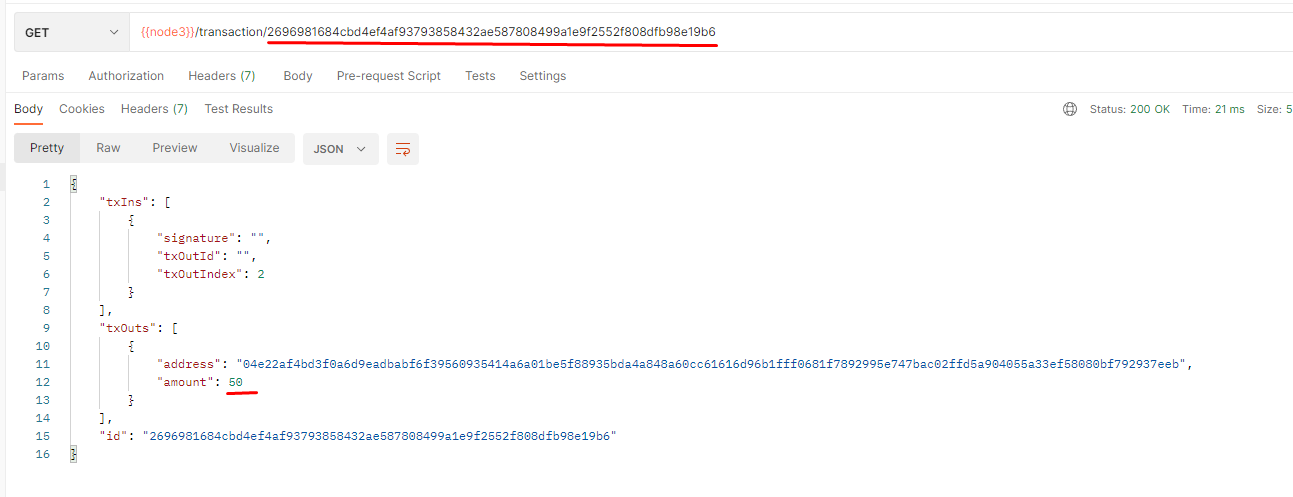 GET {{node3}}/transaction/2696981684cbd4ef4af93793858432ae587808499a1e9f2552f808dfb98e19b6
Params Authorization Headers (7) Body Pre-request Script Tests Settings
Body Cookies Headers (7) Test Results Status: 200 OK Time: 21 ms Size: 5
Pretty Raw Preview Visualize JSON
1 {
2 "txIns": [
3 {
4 "signature": "",
5 "txOutId": "",
6 "txOutIndex": 2
7 }
8 ],
9 "txOuts": [
10 {
11 "address": "04e22af4bd3f0a6d9eadbabf6f39560935414a6a01be5f88935bda4a848a60cc61616d96b1fff0681f7892995e747bac02ffd5a904055a33ef58080bf792937eeb",
12 "amount": 50
13 }
14 ],
15 "id": "2696981684cbd4ef4af93793858432ae587808499a1e9f2552f808dfb98e19b6"
16 }